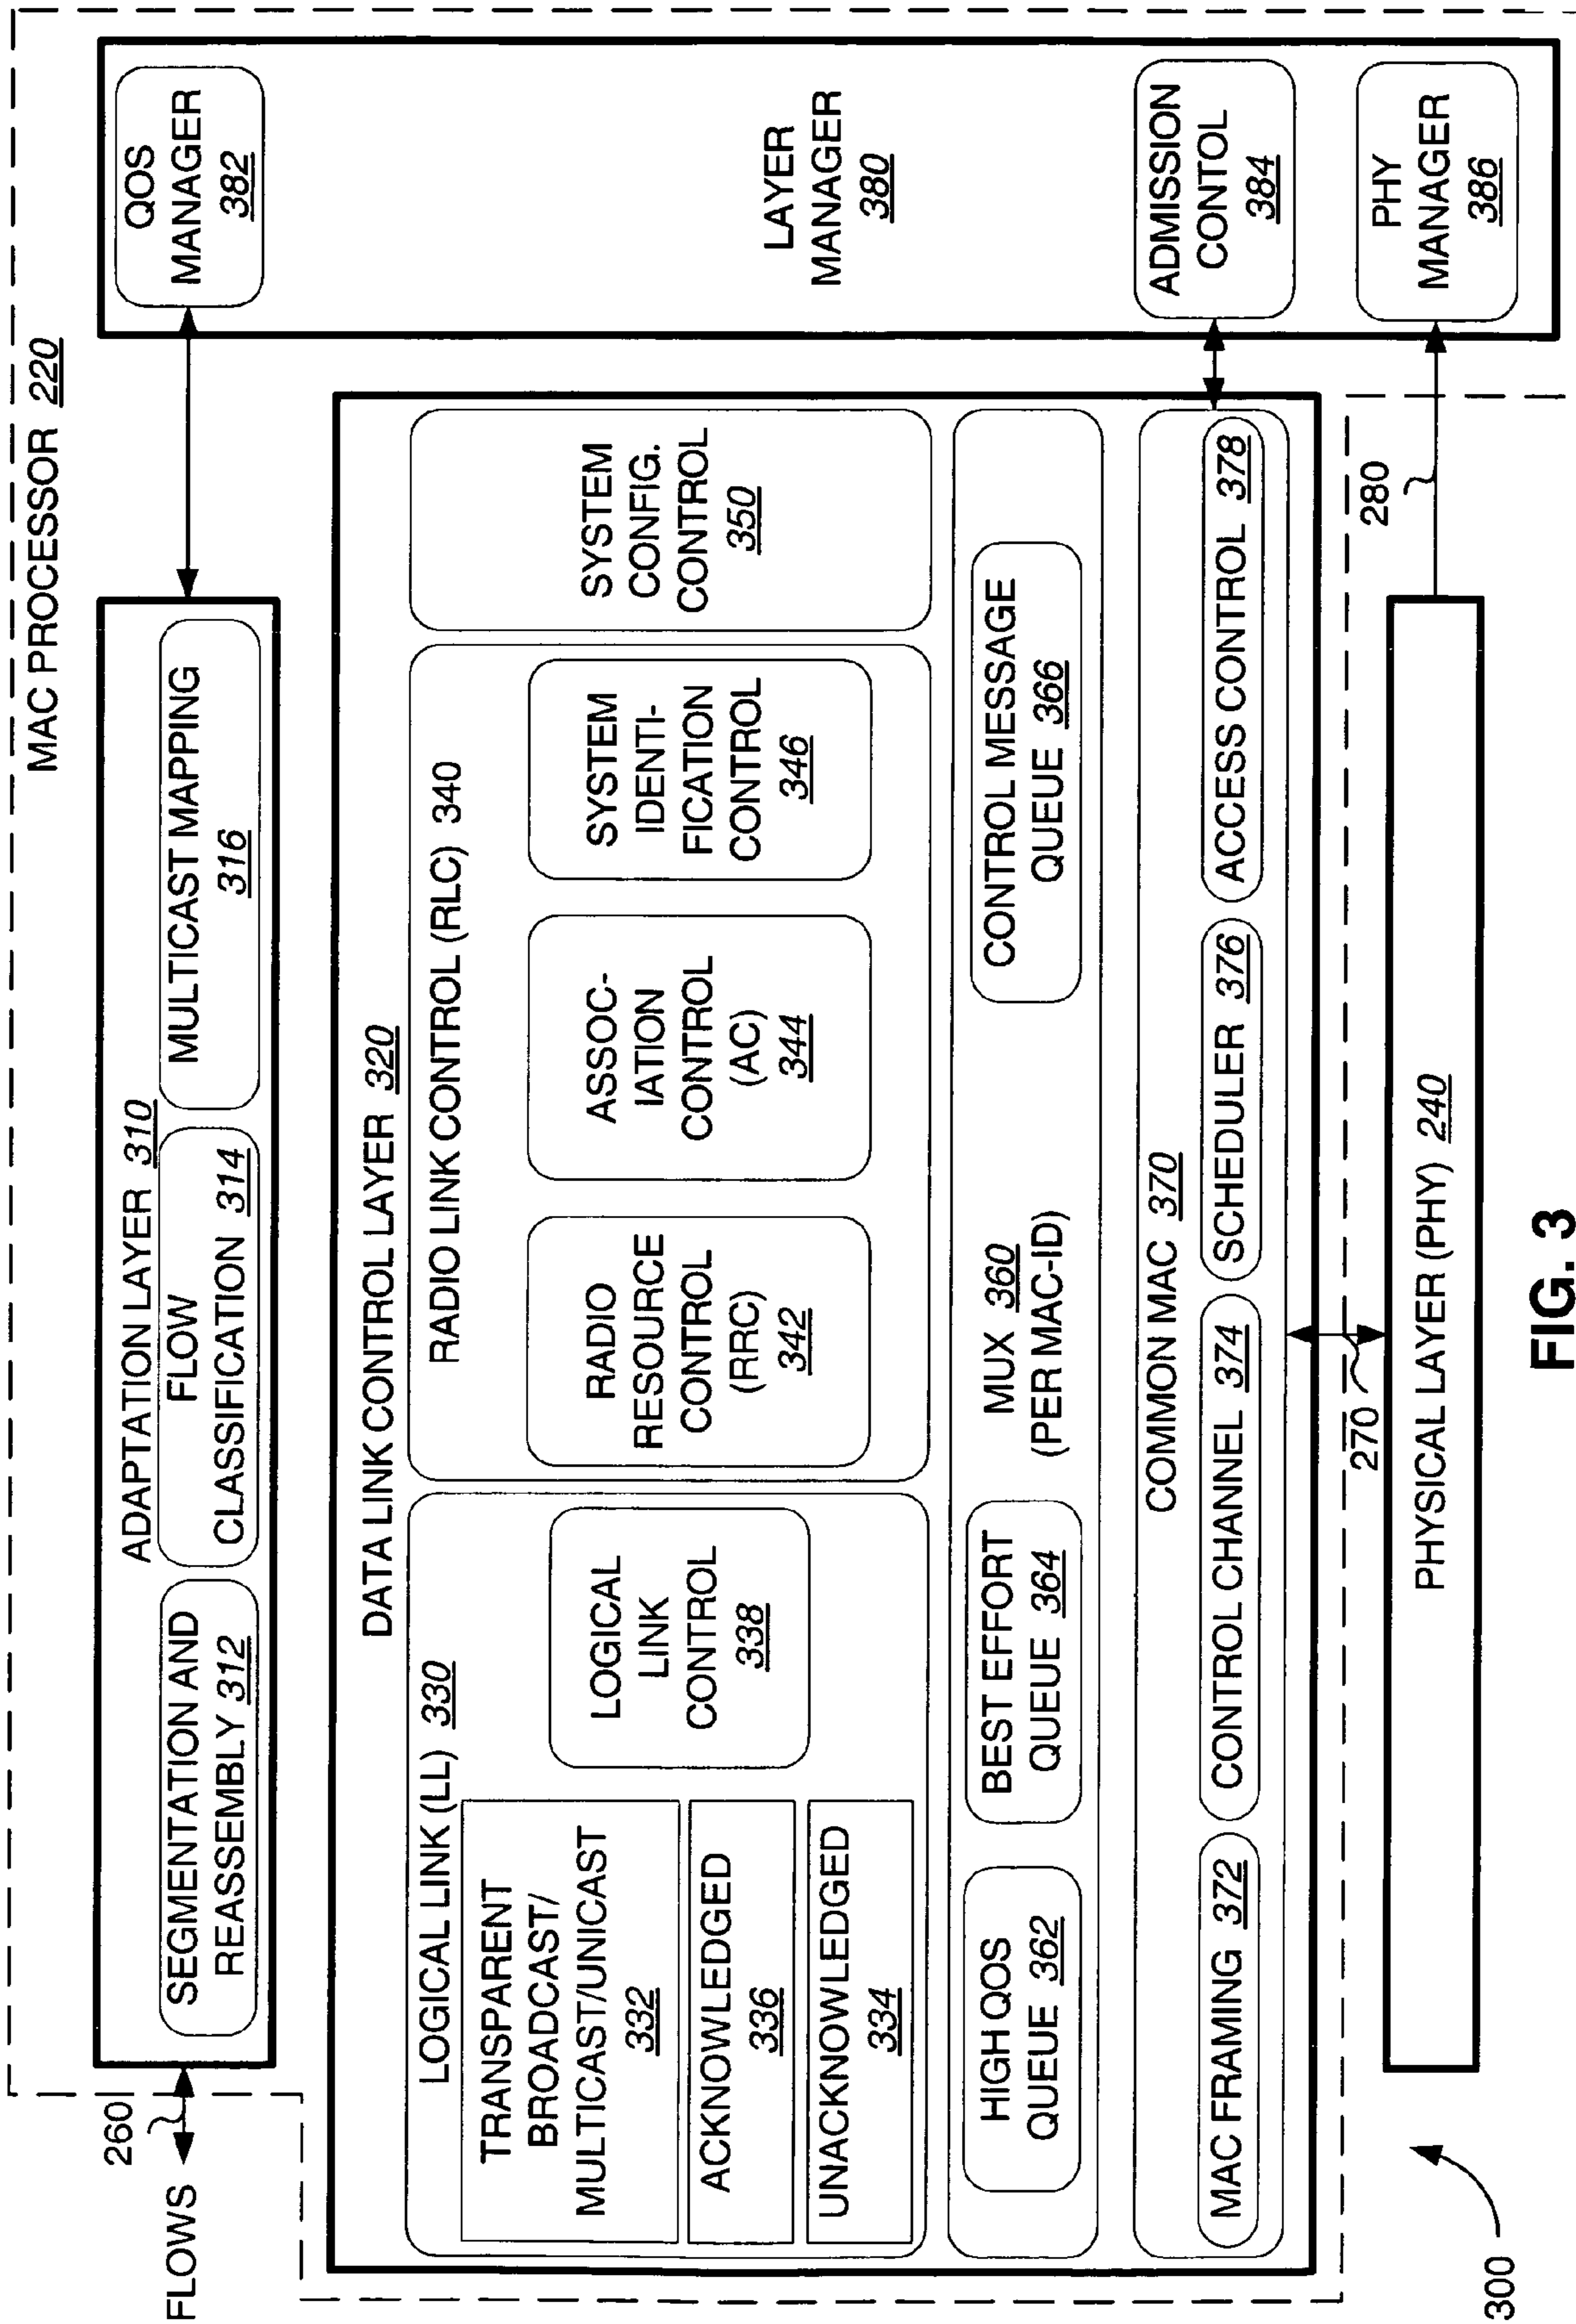 MAC PROCESSOR 220
260
FLOWS
ADAPTATION LAYER 310
SEGMENTATION AND
REASSEMBLY 312
FLOW
CLASSIFICATION 314
MULTICAST MAPPING
316
QOS
MANAGER
382
LAYER
MANAGER
380
ADMISSION
CONTOL
384
PHY
MANAGER
386
DATA LINK CONTROL LAYER 320
LOGICAL LINK (LL) 330
TRANSPARENT
BROADCAST/
MULTICAST/UNICAST
332
ACKNOWLEDGED
336
UNACKNOWLEDGED
334
LOGICAL
LINK
CONTROL
338
RADIO LINK CONTROL (RLC) 340
RADIO
RESOURCE
CONTROL
(RRC)
342
ASSOC-
IATION
CONTROL
(AC)
344
SYSTEM
IDENTI-
FICATION
CONTROL
346
SYSTEM
CONFIG.
CONTROL
350
HIGH QOS
QUEUE 362
BEST EFFORT
QUEUE 364
MUX 360
(PER MAC-ID)
CONTROL MESSAGE
QUEUE 366
COMMON MAC 370
MAC FRAMING 372
CONTROL CHANNEL 374
SCHEDULER 376
ACCESS CONTROL 378
270
280
PHYSICAL LAYER (PHY) 240
300
FIG. 3